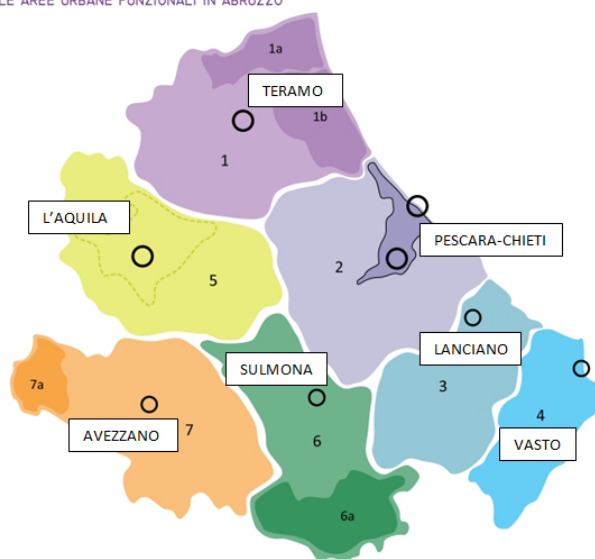 LE AREE URBANE FUNZIONALI IN ABRUZZO
1a
TERAMO
1b
1
L'AQUILA
PESCARA-CHIETI
2
5
LANCIANO
SULMONA
7a
3
4
AVEZZANO
7
6
VASTO
6a